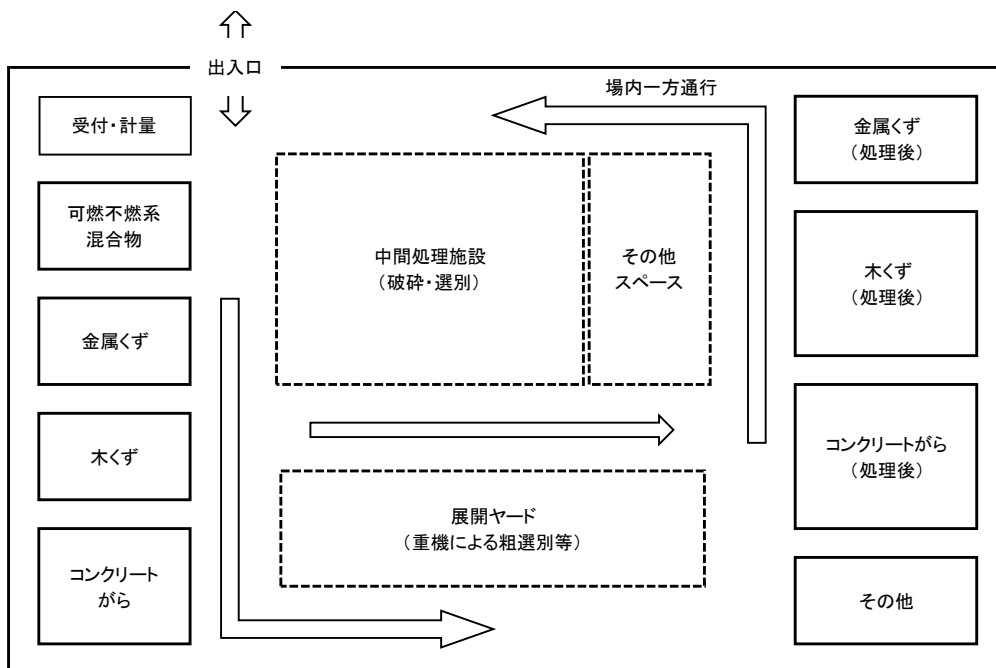 出入口
場内一方通行
受付・計量
可燃不燃系
混合物
金属くず
木くず
コンクリート
がら
中間処理施設
（破砕・選別）
その他
スペース
展開ヤード
（重機による粗選別等）
金属くず
（処理後）
木くず
（処理後）
コンクリートがら
（処理後）
その他